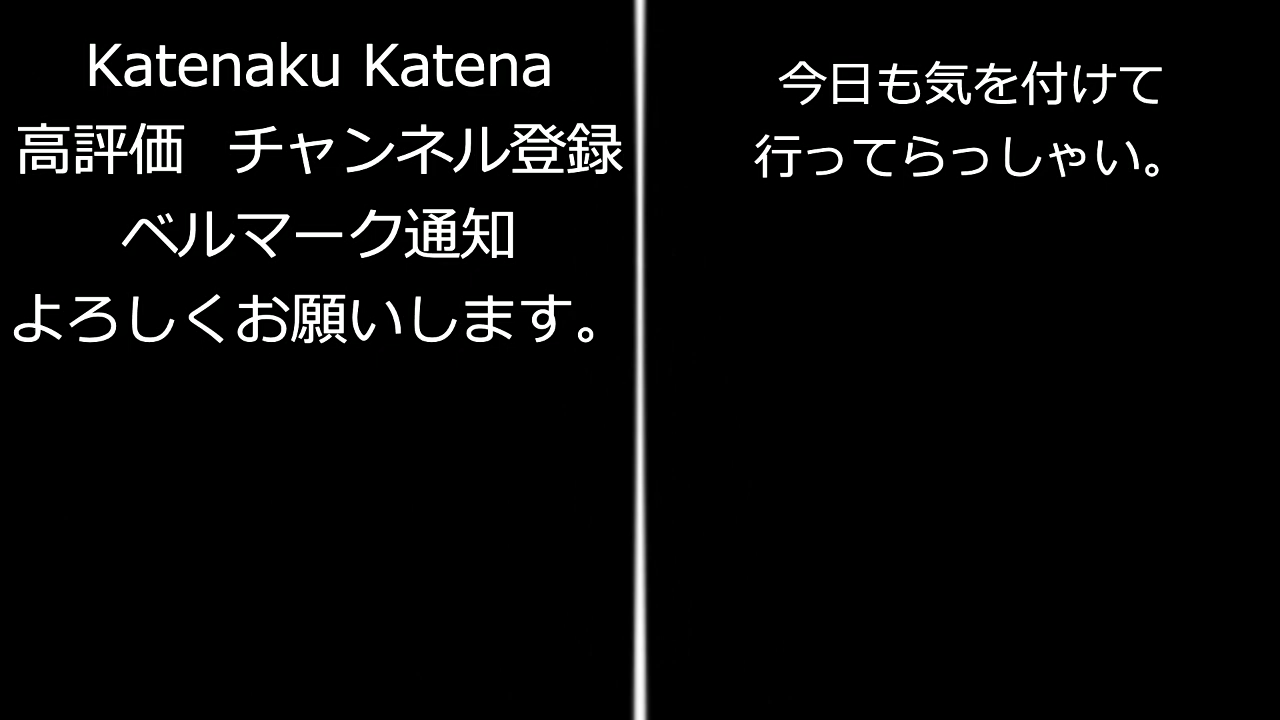 Katenaku Katena
高評価　チャンネル登録
ベルマーク通知
よろしくお願いします。
今日も気を付けて
行ってらっしゃい。